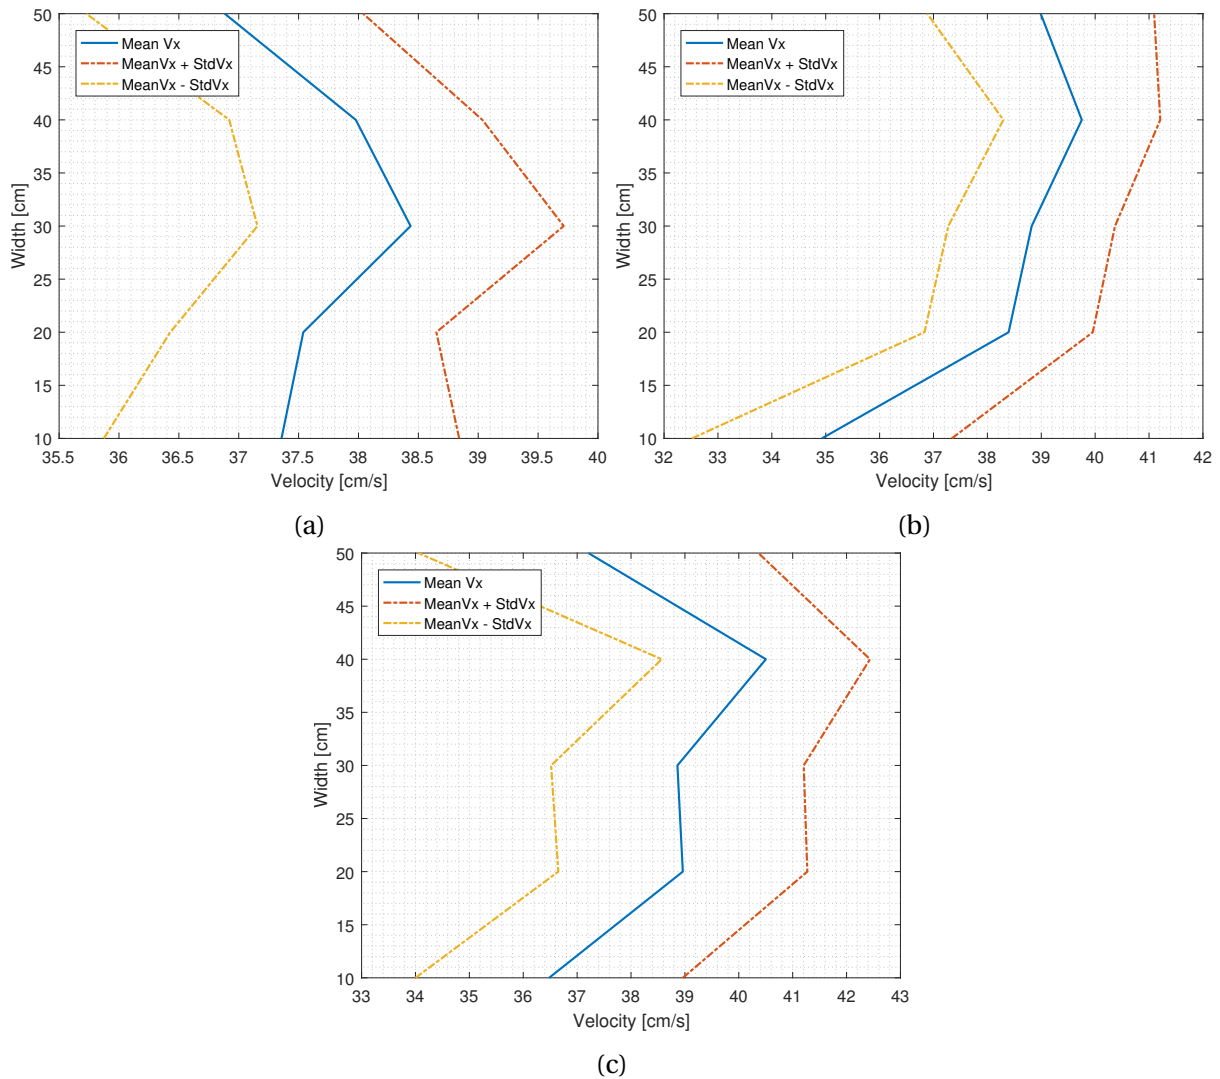 50
45
40
35
30
25
20
15
10
Width [cm]
Mean Vx
MeanVx + StdVx
MeanVx - StdVx
35.5 36 36.5 37 37.5 38 38.5 39 39.5 40
Velocity [cm/s]
(a)
50
45
40
35
30
25
20
15
10
Width [cm]
Mean Vx
MeanVx + StdVx
MeanVx - StdVx
32 33 34 35 36 37 38 39 40 41 42
Velocity [cm/s]
(b)
50
45
40
35
30
25
20
15
10
Width [cm]
Mean Vx
MeanVx + StdVx
MeanVx - StdVx
33 34 35 36 37 38 39 40 41 42 43
Velocity [cm/s]
(c)